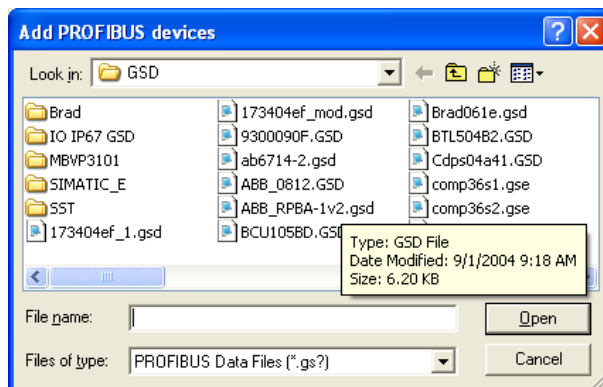 Add PROFIBUS devices
Look in: GSD
Brad
IO IP67 GSD
MBVP3101
SIMATIC_E
SST
173404ef_1.gsd
173404ef_mod.gsd
9300090F.GSD
ab6714-2.gsd
ABB_0812.GSD
ABB_RPBA-1v2.gsd
BCU105BD.GSD
Brad061e.gsd
BTL504B2.GSD
Cdps04a41.GSD
comp36s1.gse
comp36s2.gse
Type: GSD File
Date Modified: 9/1/2004 9:18 AM
Size: 6.20 KB
File name:
Open
Files of type: PROFIBUS Data Files (*.gs?)
Cancel